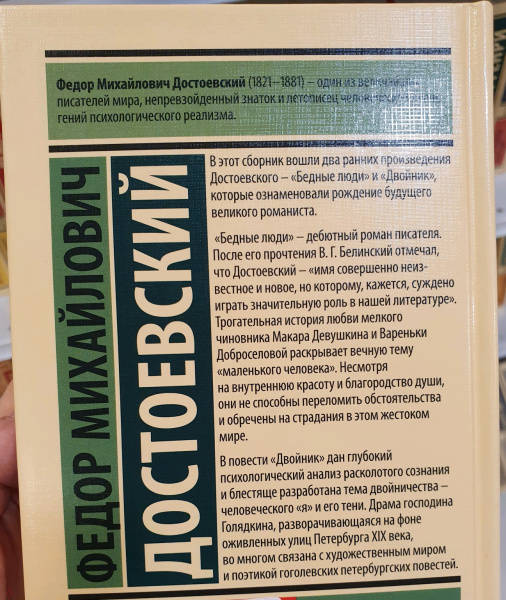 Федор Михайлович Достоевский (1821–1881) – один из
писателей мира, непревзойденный знаток и летописец
гений психологического реализма.
ФЕДОР МИХАЙЛОВИЧ
ДОСТОЕВСКИЙ
В этот сборник вошли два ранних произведения
Достоевского – «Бедные люди» и «Двойник»,
которые ознаменовали рождение будущего
великого романиста.
«Бедные люди» – дебютный роман писателя.
После его прочтения В. Г. Белинский отмечал,
что Достоевский – «имя совершенно неиз-
вестное и новое, но которому, кажется, суждено
играть значительную роль в нашей литературе».
Трогательная история любви мелкого
чиновника Макара Девушкина и Вареньки
Доброселовой раскрывает вечную тему
«маленького человека». Несмотря
на внутреннюю красоту и благородство души,
они не способны переломить обстоятельства
и обречены на страдания в этом жестоком
мире.
В повести «Двойник» дан глубокий
психологический анализ расколотого сознания
и блестяще разработана тема двойничества –
человеческого «я» и его тени. Драма господина
Голядкина, разворачивающаяся на фоне
оживленных улиц Петербурга XIX века,
во многом связана с художественным миром
и поэтикой гоголевских петербургских повестей.